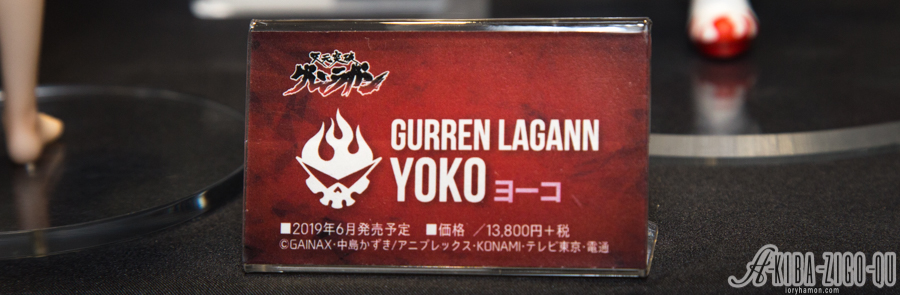 天元突破
グレンラガン
GURREN LAGANN
YOKO ヨーコ
■2019年6月発売予定 ■価格 ／13,800円+税
©GAINAX・中島かずき/アニプレックス・KONAMI・テレビ東京・電通
AKIBA-ZIGO-QU
loryhamon.com